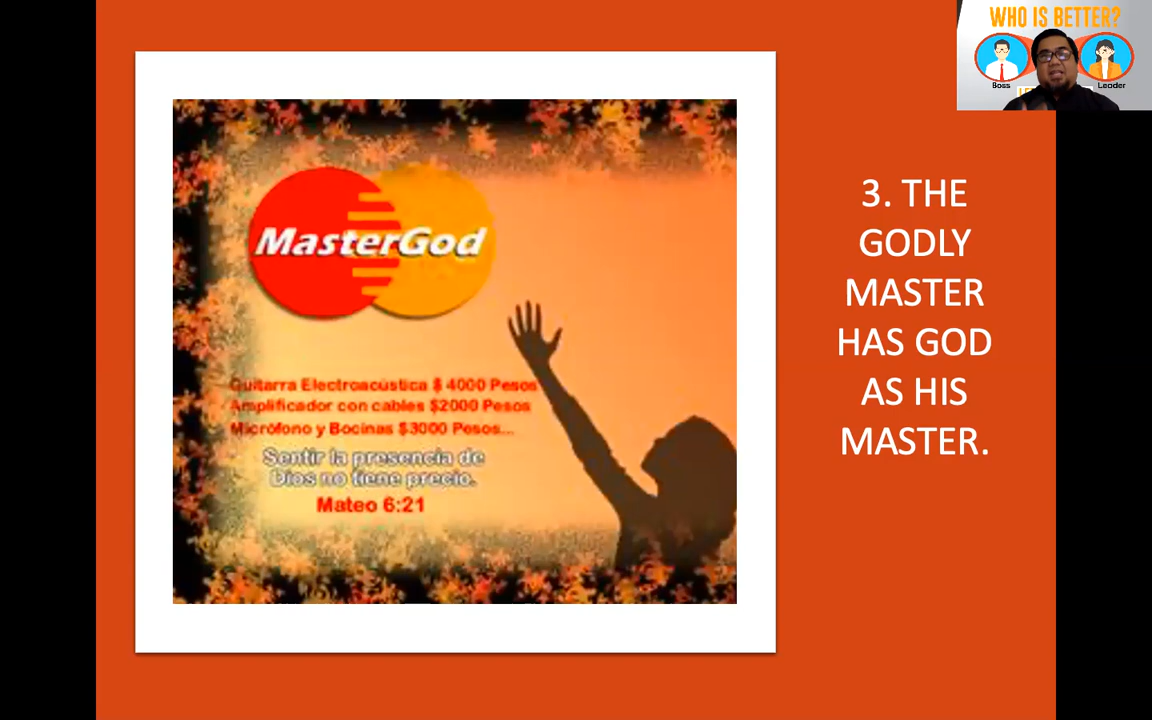 WHO IS BETTER?
Boss
Leader
MasterGod
Guitarra Electroacústica $ 4000 Pesos
Amplificador con cables $2000 Pesos
Micrófono y Bocinas $3000 Pesos...
Sentir la presencia de
Dios no tiene precio.
Mateo 6:21
3. THE
GODLY
MASTER
HAS GOD
AS HIS
MASTER.